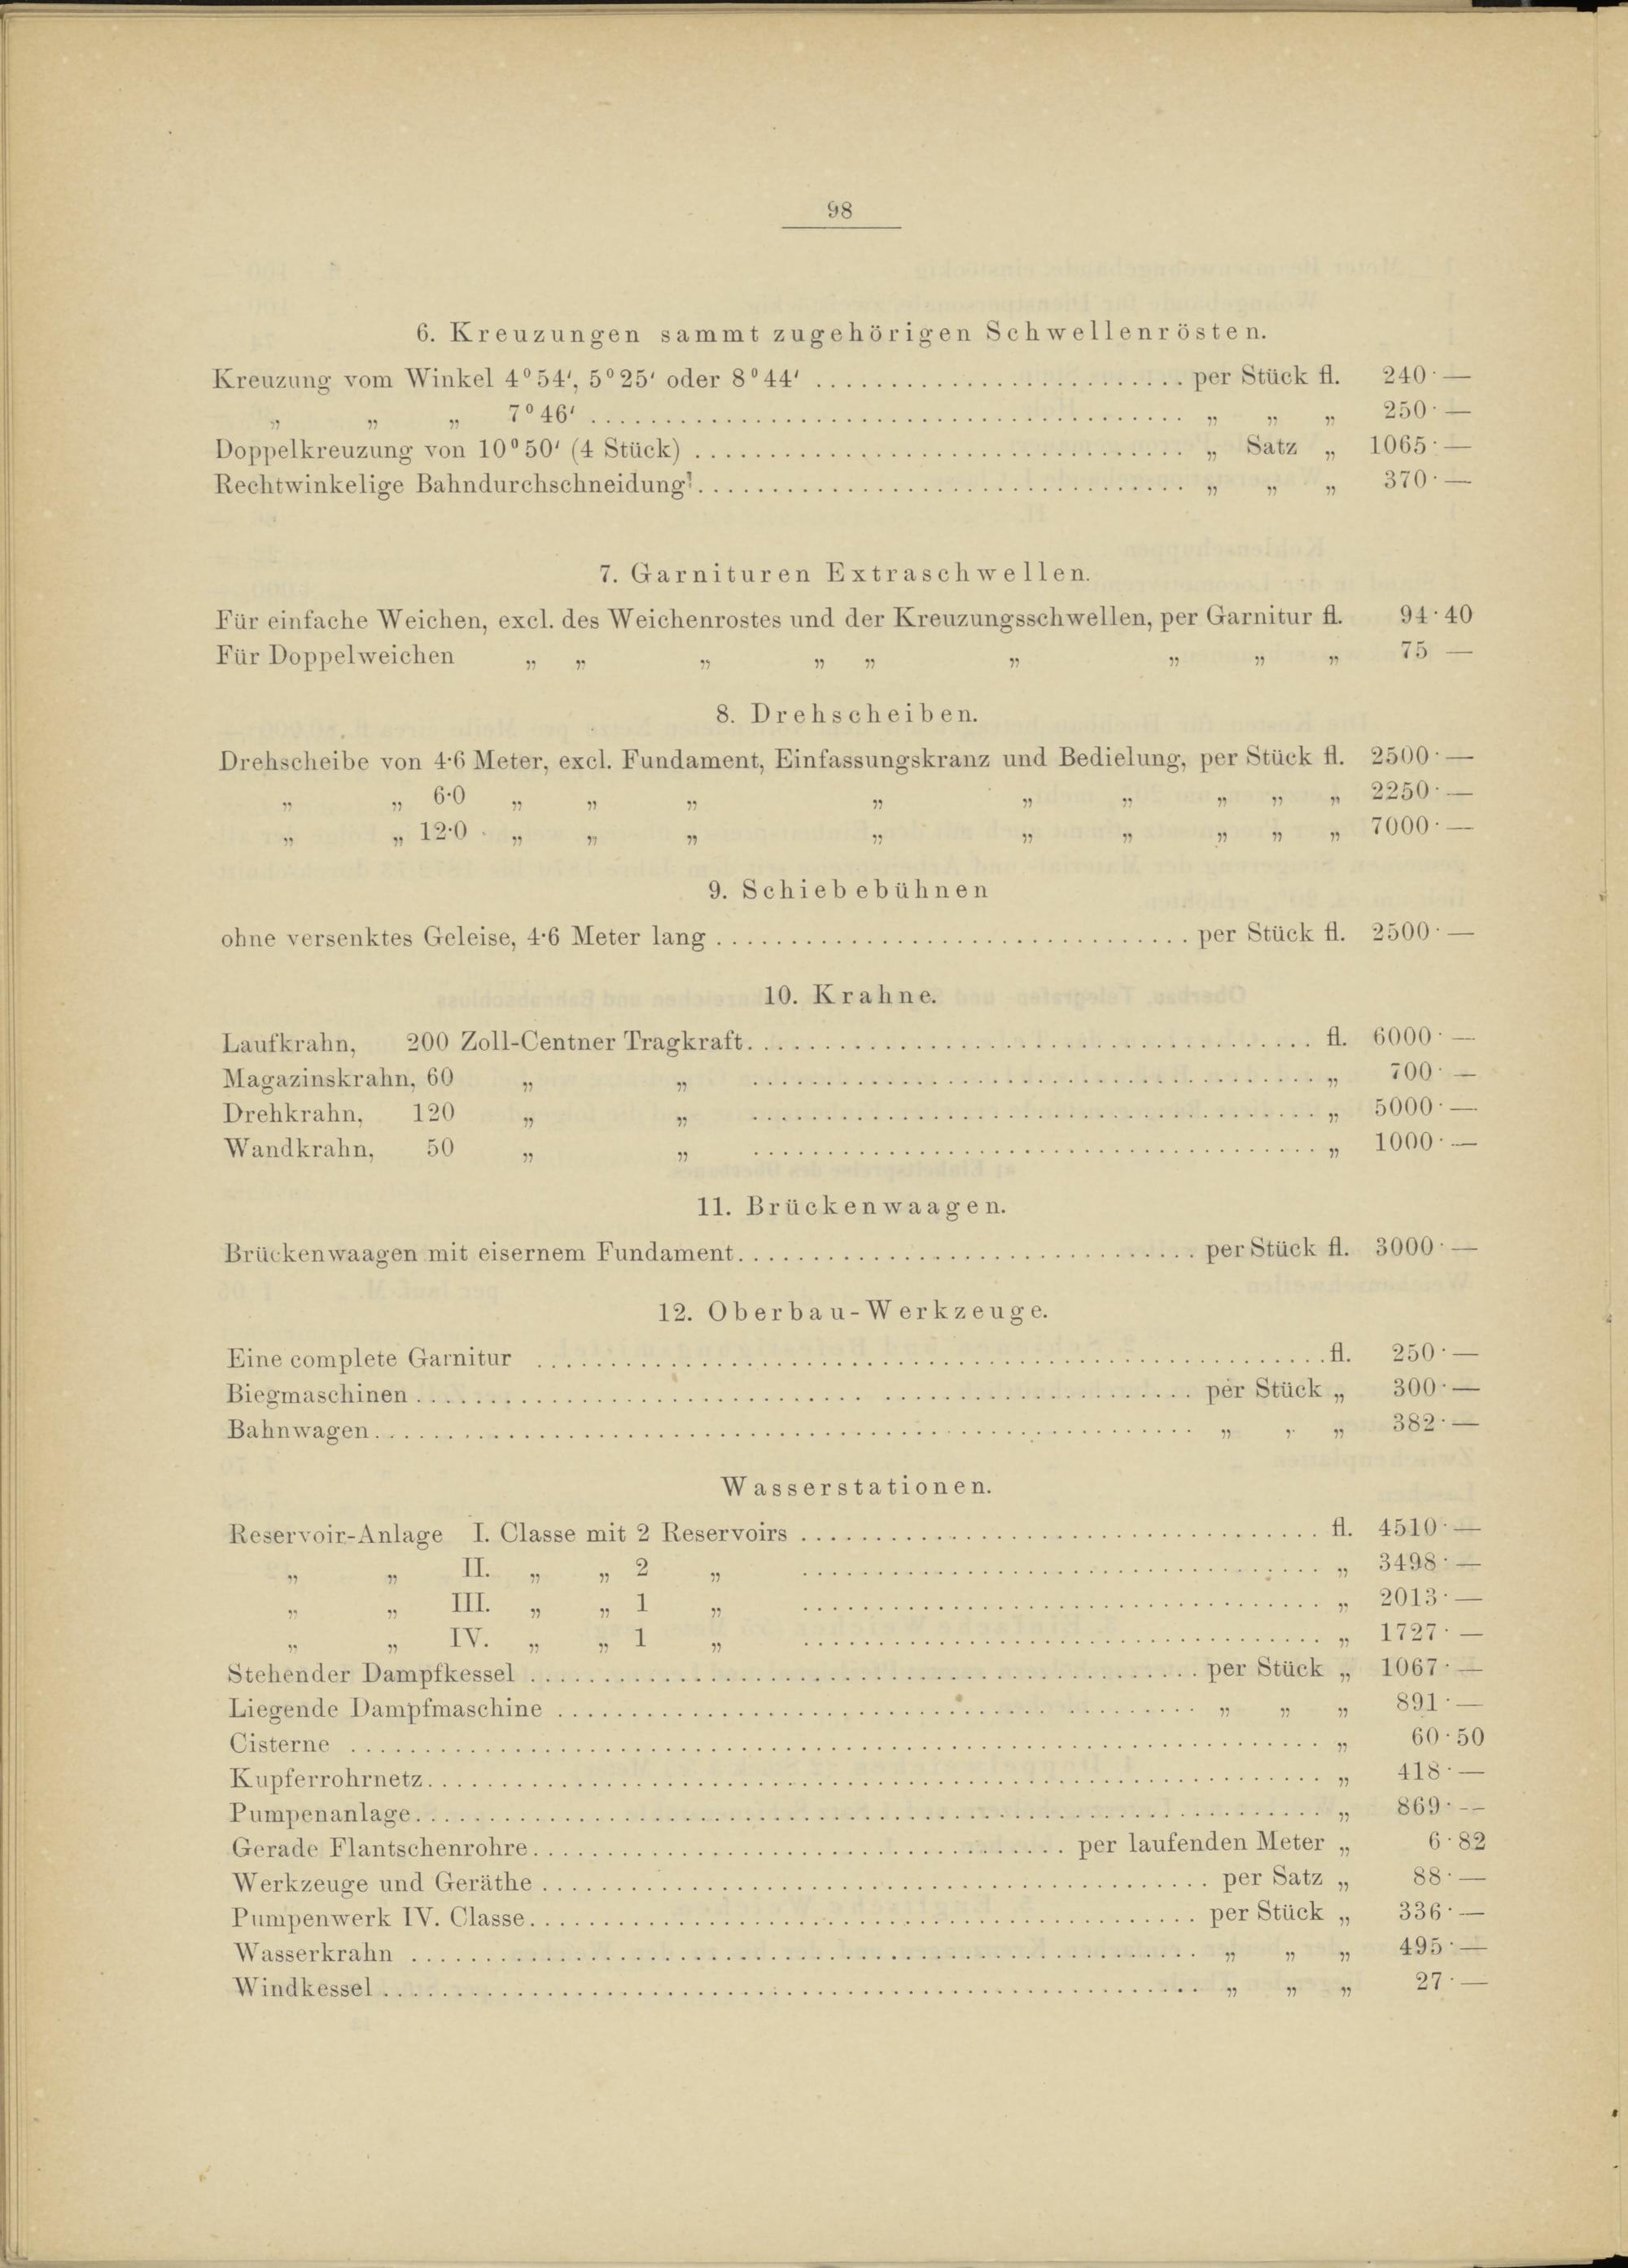 98
6. Kreuzungen sammt zugehörigen Schwellenrösten.
Kreuzung vom Winkel 4° 54', 5° 25' oder 8° 44' . . . . . . . . . . per Stück fl. 240·—
„ „ „ 7° 46' . . . . . . . . . . „ „ „ 250·—
Doppelkreuzung von 10° 50' (4 Stück) . . . . . . . . . . „ Satz „ 1065·—
Rechtwinkelige Bahndurchschneidung . . . . . . . . . . „ „ „ 370·—
7. Garnituren Extraschwellen.
Für einfache Weichen, excl. des Weichenrostes und der Kreuzungsschwellen, per Garnitur fl. 94·40
Für Doppelweichen „ „ „ „ „ „ „ „ „ 75 —
8. Drehscheiben.
Drehscheibe von 4·6 Meter, excl. Fundament, Einfassungskranz und Bedielung, per Stück fl. 2500·—
„ „ 6·0 „ „ „ „ „ „ „ „ „ 2250·—
„ „ 12·0 „ „ „ „ „ „ „ „ „ 7000·—
9. Schiebebühnen
ohne versenktes Geleise, 4·6 Meter lang . . . . . . . . . . per Stück fl. 2500·—
10. Krahne.
Laufkrahn, 200 Zoll-Centner Tragkraft . . . . . . . . . . fl. 6000·—
Magazinskrahn, 60 „ „ . . . . . . . . . . „ 700·—
Drehkrahn, 120 „ „ . . . . . . . . . . „ 5000·—
Wandkrahn, 50 „ „ . . . . . . . . . . „ 1000·—
11. Brückenwaagen.
Brückenwaagen mit eisernem Fundament . . . . . . . . . . per Stück fl. 3000·—
12. Oberbau-Werkzeuge.
Eine complete Garnitur . . . . . . . . . . fl. 250·—
Biegmaschinen . . . . . . . . . . per Stück „ 300·—
Bahnwagen . . . . . . . . . . „ „ „ 382·—
Wasserstationen.
Reservoir-Anlage I. Classe mit 2 Reservoirs . . . . . . . . . . fl. 4510·—
„ „ II. „ „ 2 „ . . . . . . . . . . „ 3498·—
„ „ III. „ „ 1 „ . . . . . . . . . . „ 2013·—
„ „ IV. „ „ 1 „ . . . . . . . . . . „ 1727·—
Stehender Dampfkessel . . . . . . . . . . per Stück „ 1067·—
Liegende Dampfmaschine . . . . . . . . . . „ „ „ 891·—
Cisterne . . . . . . . . . . „ 60·50
Kupferrohrnetz . . . . . . . . . . „ 418·—
Pumpenanlage . . . . . . . . . . „ 869·—
Gerade Flantschenrohre . . . . . . . . . . per laufenden Meter „ 6·82
Werkzeuge und Geräthe . . . . . . . . . . per Satz „ 88·—
Pumpenwerk IV. Classe . . . . . . . . . . per Stück „ 336·—
Wasserkrahn . . . . . . . . . . „ „ „ 495·—
Windkessel . . . . . . . . . . „ „ „ 27·—